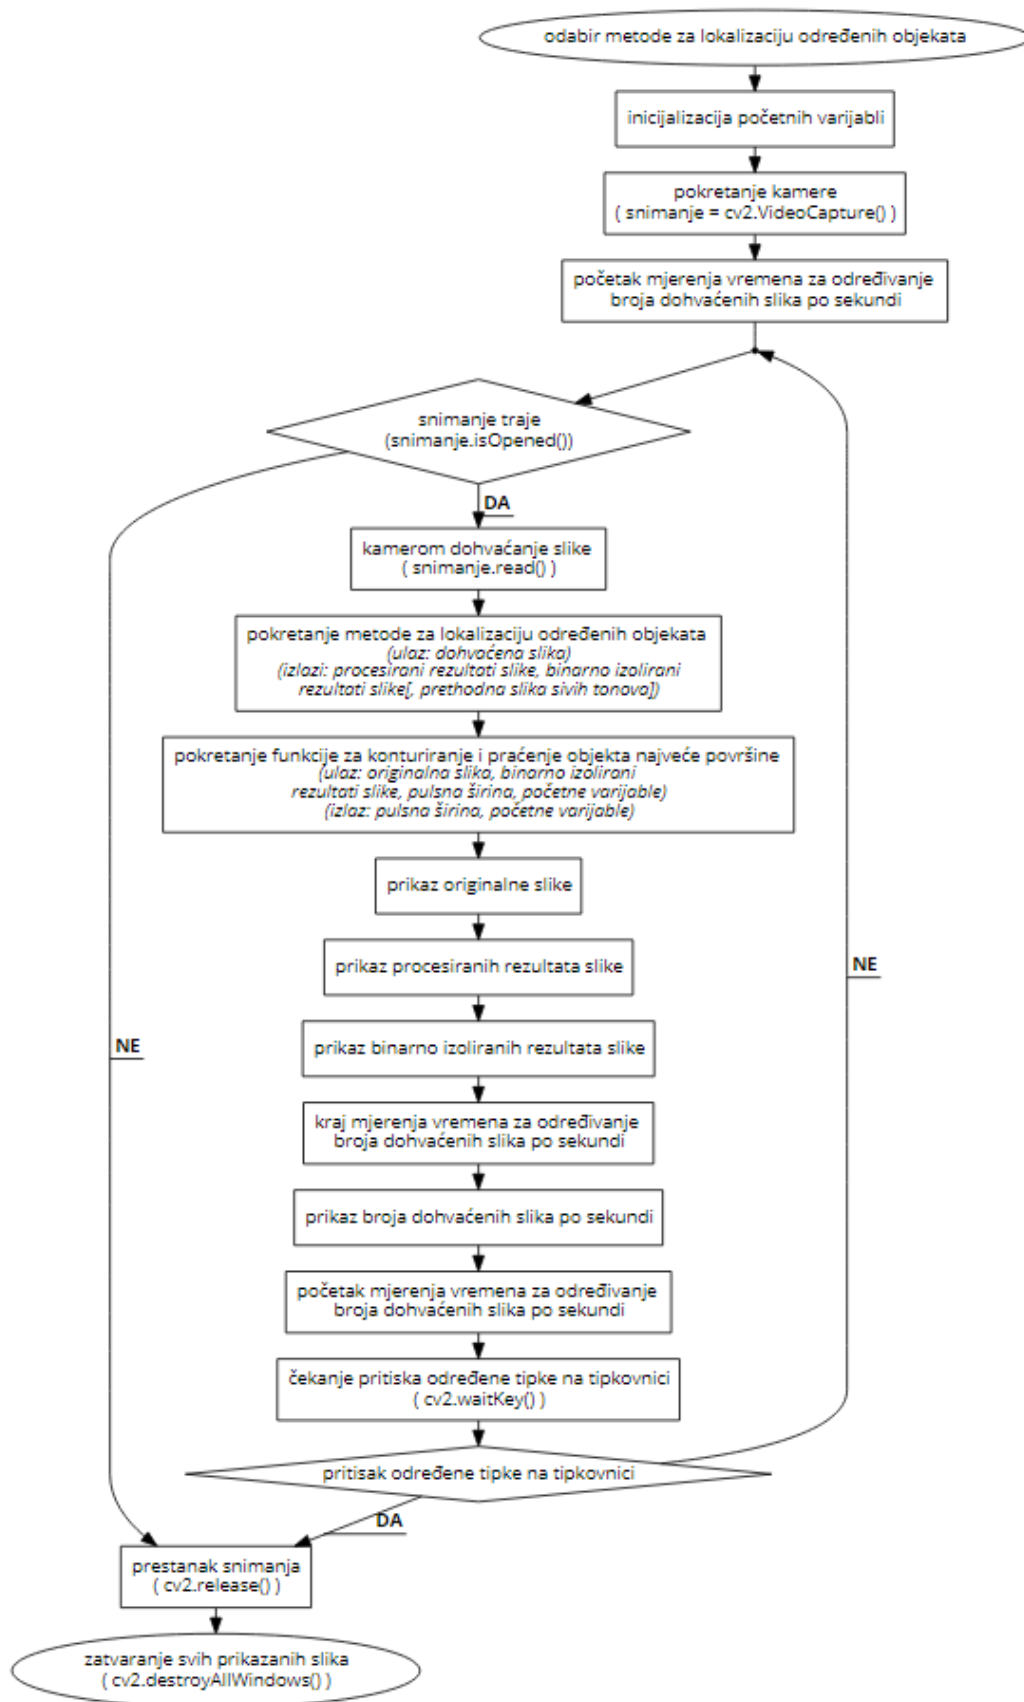 odabir metode za lokalizaciju određenih objekata
inicijalizacija početnih varijabli
pokretanje kamere
( snimanje = cv2.VideoCapture() )
početak mjerenja vremena za određivanje
broja dohvaćenih slika po sekundi
snimanje traje
(snimanje.isOpened())
DA
kamerom dohvaćanje slike
( snimanje.read() )
pokretanje metode za lokalizaciju određenih objekata
(ulaz: dohvaćena slika)
(izlazi: procesirani rezultati slike, binarno izolirani
rezultati slike[, prethodna slika sivih tonova])
pokretanje funkcije za konturiranje i praćenje objekta najveće površine
(ulaz: originalna slika, binarno izolirani
rezultati slike, pulsna širina, početne varijable)
(izlaz: pulsna širina, početne varijable)
prikaz originalne slike
prikaz procesiranih rezultata slike
NE
prikaz binarno izoliranih rezultata slike
NE
kraj mjerenja vremena za određivanje
broja dohvaćenih slika po sekundi
prikaz broja dohvaćenih slika po sekundi
početak mjerenja vremena za određivanje
broja dohvaćenih slika po sekundi
čekanje pritiska određene tipke na tipkovnici
( cv2.waitKey() )
pritisak određene tipke na tipkovnici
DA
prestanak snimanja
( cv2.release() )
zatvaranje svih prikazanih slika
( cv2.destroyAllWindows() )